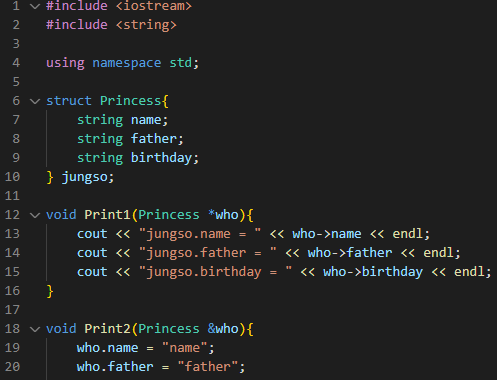 1 #include <iostream>
2 #include <string>
3
4 using namespace std;
5
6 struct Princess{
7     string name;
8     string father;
9     string birthday;
10 } jungso;
11
12 void Print1(Princess *who){
13     cout << "jungso.name = " << who->name << endl;
14     cout << "jungso.father = " << who->father << endl;
15     cout << "jungso.birthday = " << who->birthday << endl;
16 }
17
18 void Print2(Princess &who){
19     who.name = "name";
20     who.father = "father";